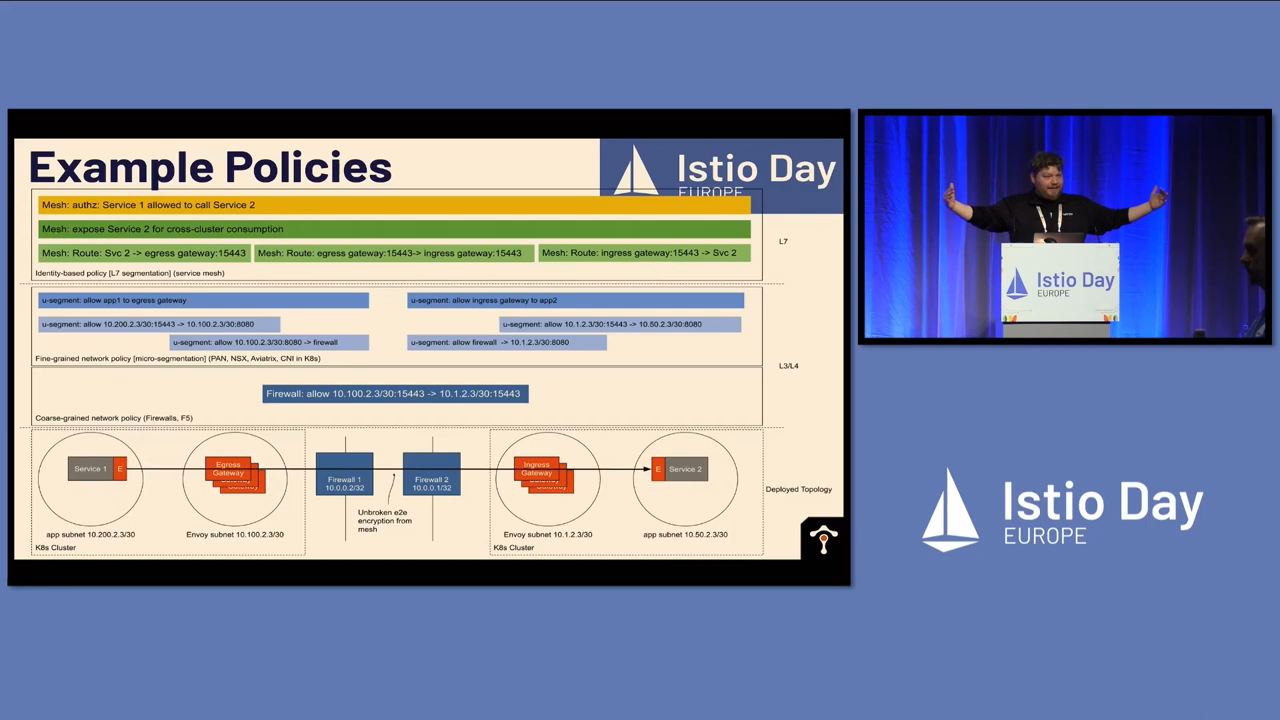 Example Policies
Istio Day
EUROPE
Mesh: authz: Service 1 allowed to call Service 2
Mesh: expose Service 2 for cross-cluster consumption
Mesh: Route: Svc 2 -> egress gateway:15443
Mesh: Route: egress gateway:15443-> ingress gateway:15443
Mesh: Route: ingress gateway:15443 -> Svc 2
Identity-based policy [L7 segmentation] (service mesh)
L7
u-segment: allow app1 to egress gateway
u-segment: allow ingress gateway to app2
u-segment: allow 10.200.2.3/30:15443 -> 10.100.2.3/30:8080
u-segment: allow 10.1.2.3/30:15443 -> 10.50.2.3/30:8080
u-segment: allow 10.100.2.3/30:8080 -> firewall
u-segment: allow firewall -> 10.1.2.3/30:8080
Fine-grained network policy [micro-segmentation] (PAN, NSX, Aviatrix, CNI in K8s)
L3/L4
Firewall: allow 10.100.2.3/30:15443 -> 10.1.2.3/30:15443
Coarse-grained network policy (Firewalls, F5)
Service 1
E
Egress
Gateway
Gateway
Firewall 1
10.0.0.2/32
Firewall 2
10.0.0.1/32
Ingress
Gateway
Gateway
E
Service 2
Unbroken e2e
encryption from
mesh
Deployed Topology
app subnet 10.200.2.3/30
Envoy subnet 10.100.2.3/30
Envoy subnet 10.1.2.3/30
app subnet 10.50.2.3/30
K8s Cluster
K8s Cluster
Istio Day
EUROPE
Istio Day
EUROPE